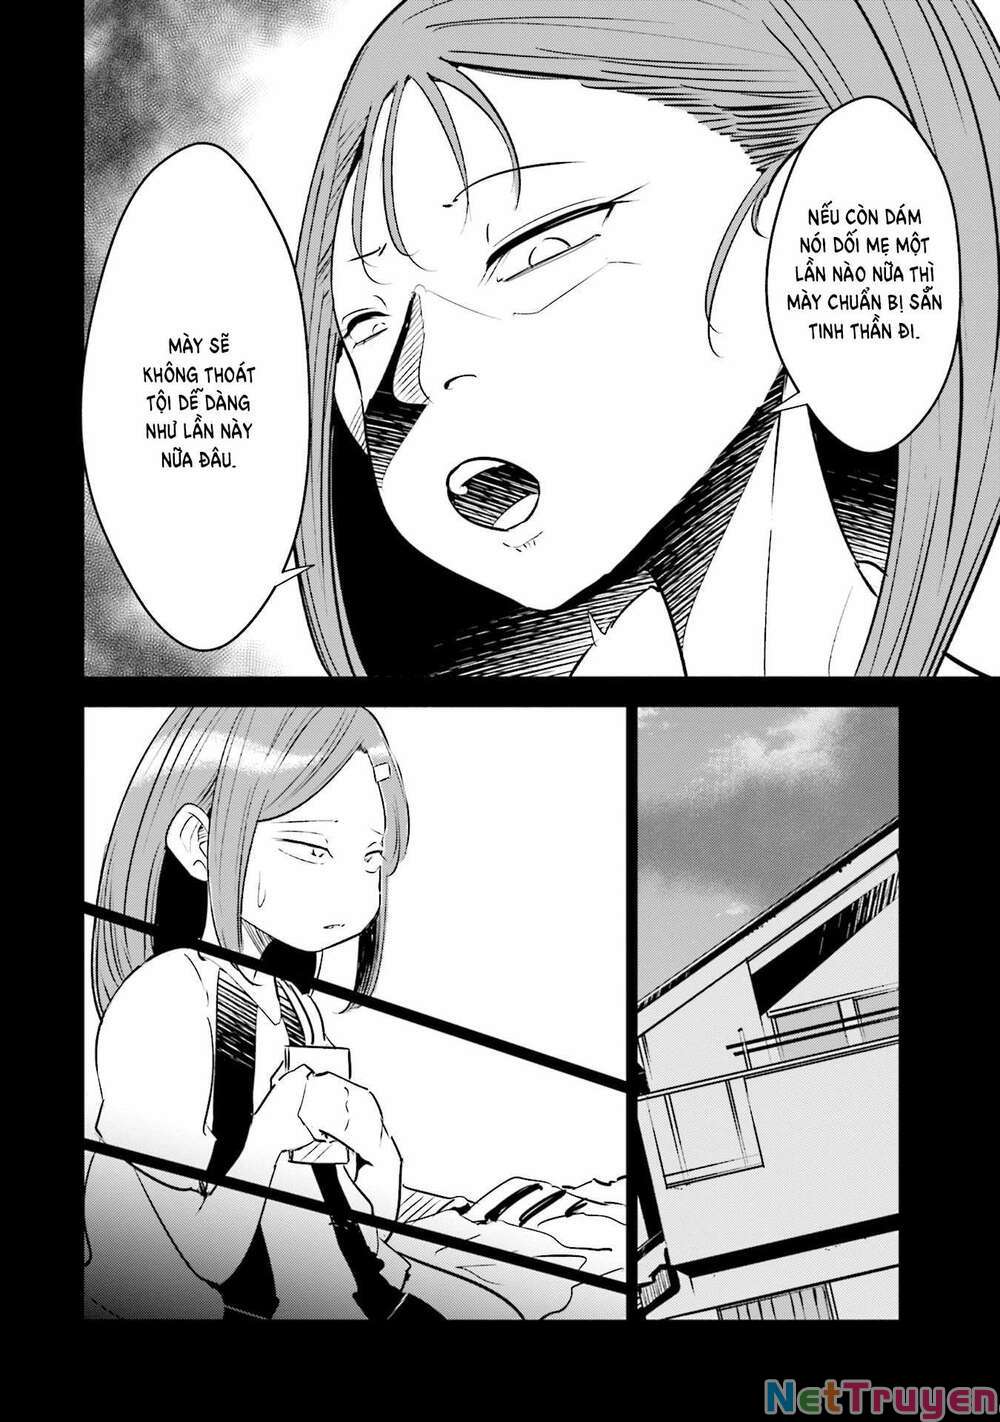 NẾU CÒN DÁM
NÓI DỐI MẸ MỘT
LẦN NÀO NỮA THÌ
MÀY CHUẨN BỊ SẴN
TINH THẦN ĐI.
MÀY SẼ
KHÔNG THOÁT
TỘI DỄ DÀNG
NHƯ LẦN NÀY
NỮA ĐÂU.
NetTruyen